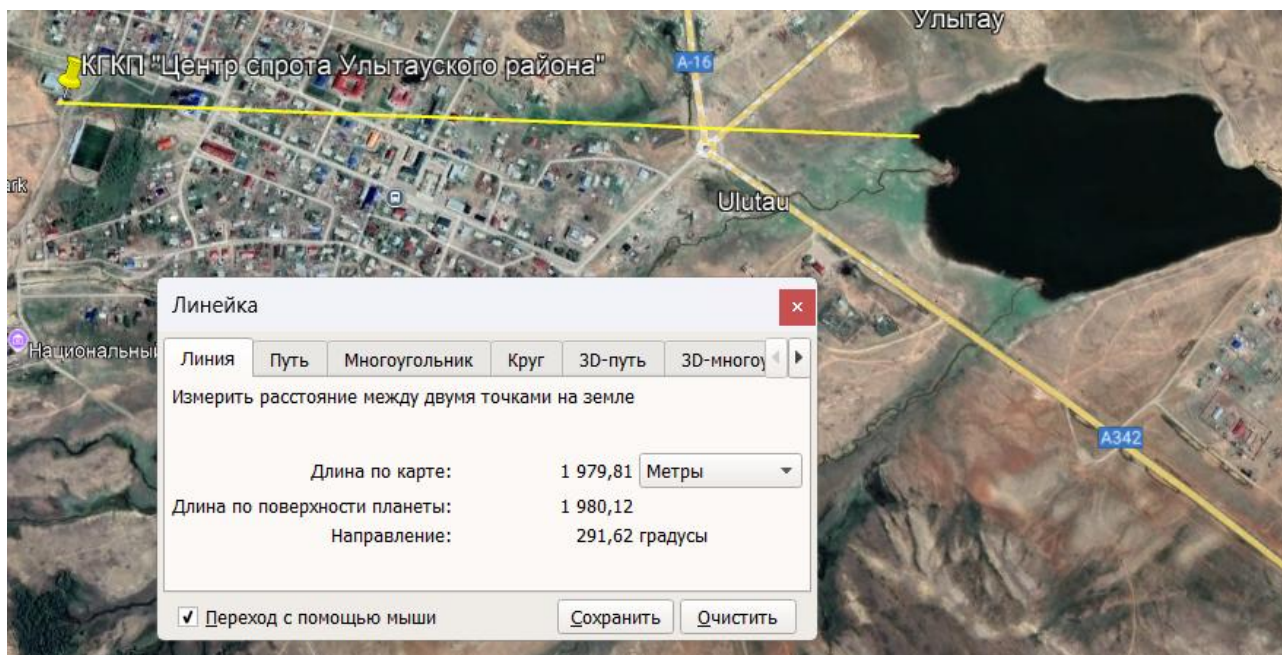 Улытау
КГКП "Центр спрота Улытауского района"
A-16
ark
Ulutau
Национальный
A342
Линейка
Линия Путь Многоугольник Круг 3D-путь 3D-многоу
Измерить расстояние между двумя точками на земле
Длина по карте: 1 979,81 Метры
Длина по поверхности планеты: 1 980,12
Направление: 291,62 градусы
Переход с помощью мыши Сохранить Очистить